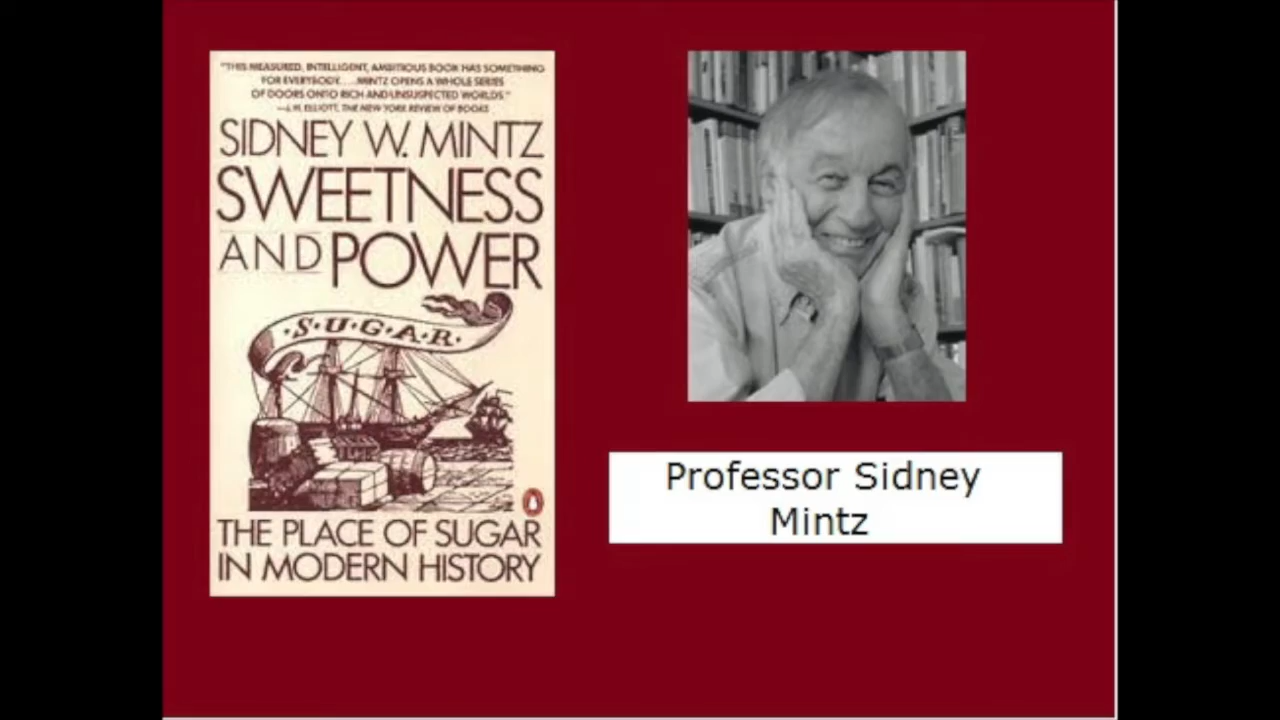 "THIS MEASURED, INTELLIGENT, AMBITIOUS BOOK HAS SOMETHING
FOR EVERYBODY. . . . MINTZ OPENS A WHOLE SERIES
OF DOORS ONTO RICH AND UNSUSPECTED WORLDS."
—J. H. ELLIOTT, THE NEW YORK REVIEW OF BOOKS
SIDNEY W. MINTZ
SWEETNESS
AND POWER
·S·U·G·A·R·
THE PLACE OF SUGAR
IN MODERN HISTORY
Professor Sidney
Mintz